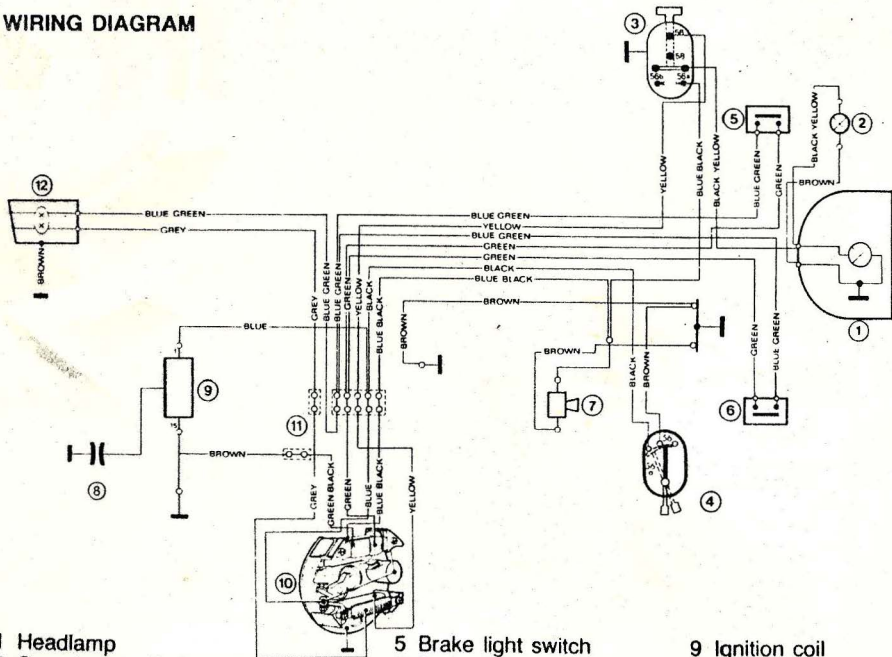 WIRING DIAGRAM
3
58
58
56b
56a
5
2
BLACK YELLOW
BROWN
YELLOW
BLUE BLACK
BLACK YELLOW
BLUE GREEN
GREEN
12
BLUE GREEN
GREY
BROWN
BLUE GREEN
YELLOW
BLUE GREEN
GREEN
GREEN
BLACK
BLUE BLACK
BROWN
1
GREY
BLUE GREEN
BLUE GREEN
GREEN
YELLOW
BLACK
BLUE BLACK
BLUE
BROWN
BROWN
BLACK
BROWN
GREEN
BLUE GREEN
1
9
15
11
7
6
56
4
8
BROWN
GREY
GREEN BLACK
GREEN
BLUE
BLUE BLACK
YELLOW
10
1 Headlamp
5 Brake light switch
9 Ignition coil